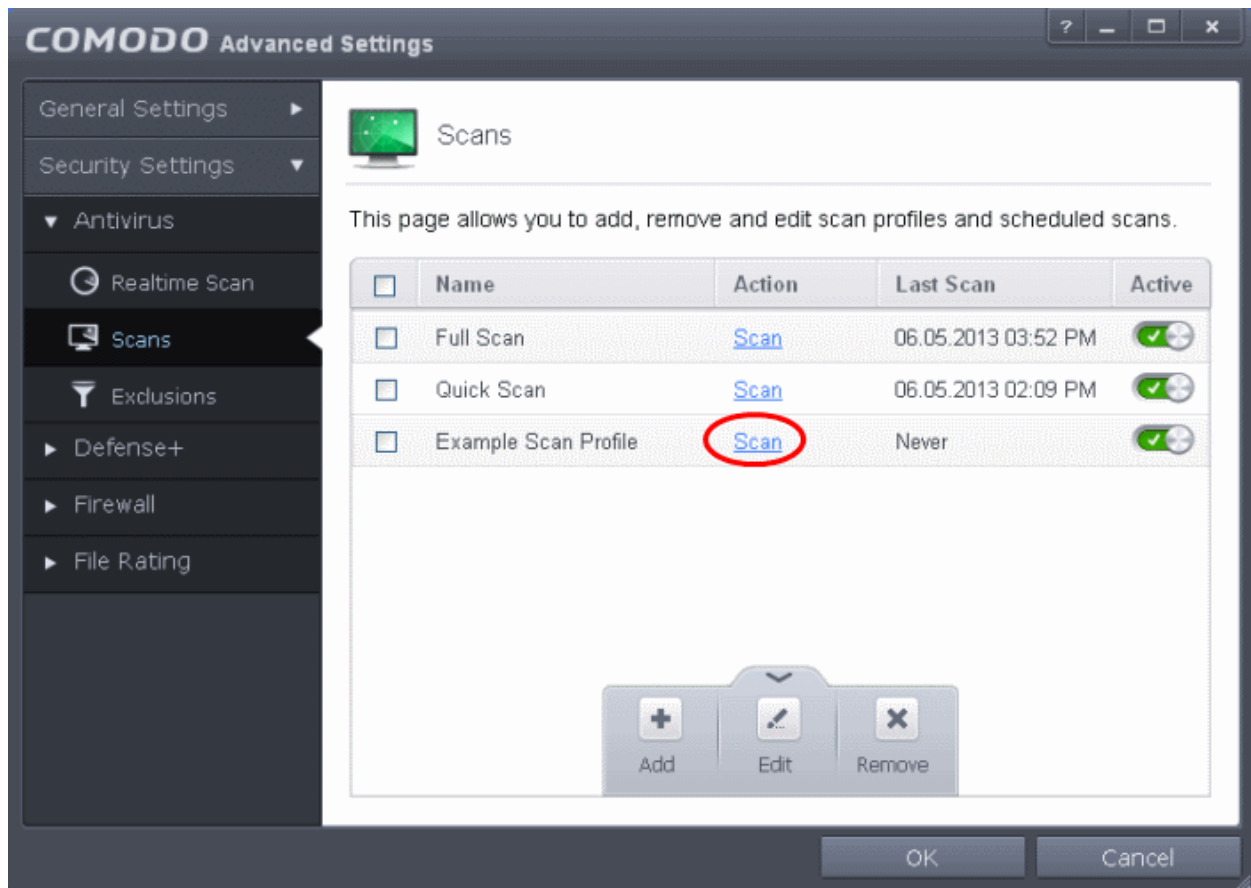 COMODO Advanced Settings
?
General Settings
Security Settings
Antivirus
Realtime Scan
Scans
Exclusions
Defense+
Firewall
File Rating
Scans
This page allows you to add, remove and edit scan profiles and scheduled scans.
Name Action Last Scan Active
Full Scan Scan 06.05.2013 03:52 PM
Quick Scan Scan 06.05.2013 02:09 PM
Example Scan Profile Scan Never
Add Edit Remove
OK Cancel